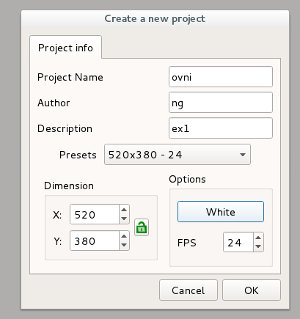 Create a new project
Project info
Project Name ovni
Author ng
Description ex1
Presets 520x380 - 24
Dimension Options
X: 520 White
Y: 380 FPS 24
Cancel OK